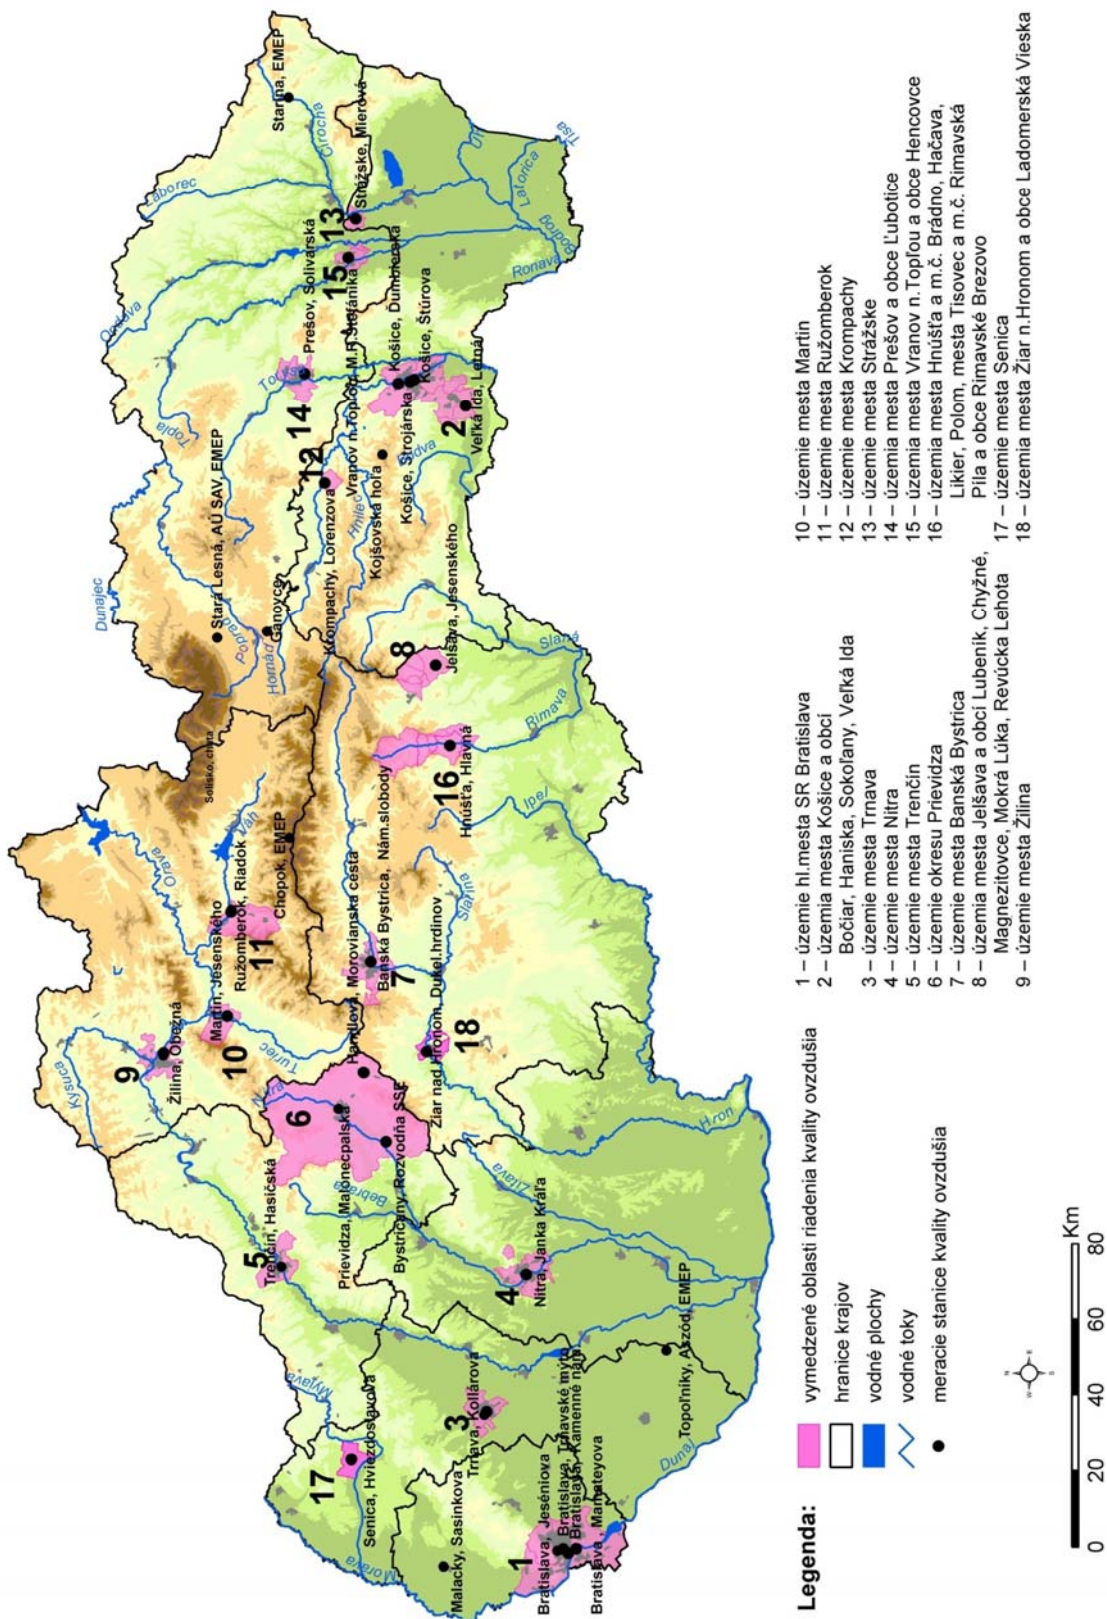 Starina, EMEP
Cirocha
Laborec
Strážske, Mierová
Uh
Latorica
Tisa
13
Ondava
15
Bodrog
Roňava
Prešov, Solivarská
Vranov n.Topľou, M.R.Štefánika
Košice, Ďumbierska
Košice, Štúrova
Torysa
14
Topľa
Košice, Strojárska
Veľká Ida, Letná
2
12
Bodva
Stará Lesná, AÚ SAV, EMEP
Krompachy, Lorenzova
Hnilec
Kojšovská hoľa
Dunajec
Poprad
Gánovce
Hornád
8
Jelšava, Jesenského
Slaná
Solisko, chata
Rimava
16
Hnúšťa, Hlavná
Ipeľ
Orava
Váh
Chopok, EMEP
Ružomberok, Riadok
11
Martin, Jesenského
Slatina
Banská Bystrica, Nám.slobody
7
Handlová, Morovianska cesta
10
Turiec
Žiar nad Hronom, Dukel.hrdinov
18
Kysuca
9
Žilina, Obežná
Nitra
6
Hron
Prievidza, Malonecpalská
Bystričany, Rozvodňa SSE
Bebrava
Žitava
5
Trenčín, Hasičská
4
Nitra, Janka Kráľa
Myjava
Topoľníky, Aszód, EMEP
3
Trnava, Kollárova
17
Senica, Hviezdoslavova
Dunaj
Malacky, Sasinkova
Morava
1
Bratislava, Jeséniova
Bratislava, Trnavské mýto
Bratislava, Kamenné nám.
Bratislava, Mamateyova
Legenda:
vymedzené oblasti riadenia kvality ovzdušia
hranice krajov
vodné plochy
vodné toky
meracie stanice kvality ovzdušia
N
W E
S
0 20 40 80
Km
1 – územie hl.mesta SR Bratislava
2 – územia mesta Košice a obcí
Bočiar, Haniska, Sokoľany, Veľká Ida
3 – územie mesta Trnava
4 – územie mesta Nitra
5 – územie mesta Trenčín
6 – územie okresu Prievidza
7 – územie mesta Banská Bystrica
8 – územia mesta Jelšava a obcí Lubeník, Chyžné,
Magnezitovce, Mokrá Lúka, Revúcka Lehota
9 – územie mesta Žilina
10 – územie mesta Martin
11 – územie mesta Ružomberok
12 – územie mesta Krompachy
13 – územie mesta Strážske
14 – územia mesta Prešov a obce Ľubotice
15 – územia mesta Vranov n.Topľou a obce Hencovce
16 – územia mesta Hnúšťa a m.č. Brádno, Hačava,
Likier, Polom, mesta Tisovec a m.č. Rimavská
Píla a obce Rimavské Brezovo
17 – územie mesta Senica
18 – územia mesta Žiar n.Hronom a obce Ladomerská Vieska